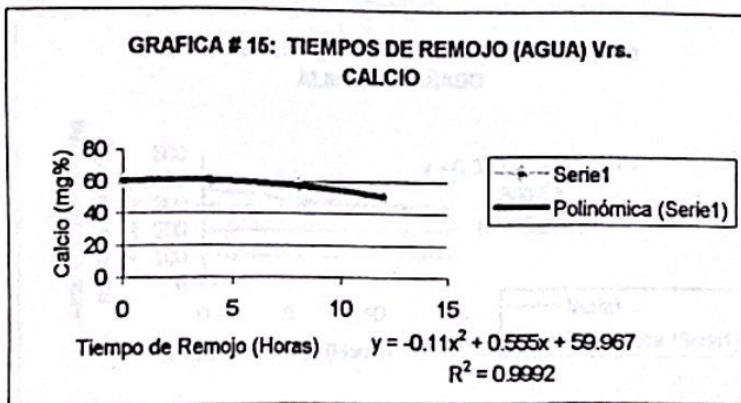 GRAFICA # 15: TIEMPOS DE REMOJO (AGUA) Vrs.
CALCIO
Calcio (mg%)
80
60
40
20
0
0 5 10 15
Tiempo de Remojo (Horas)
y = -0.11x² + 0.555x + 59.967
R² = 0.9992
Serie1
Polinómica (Serie1)